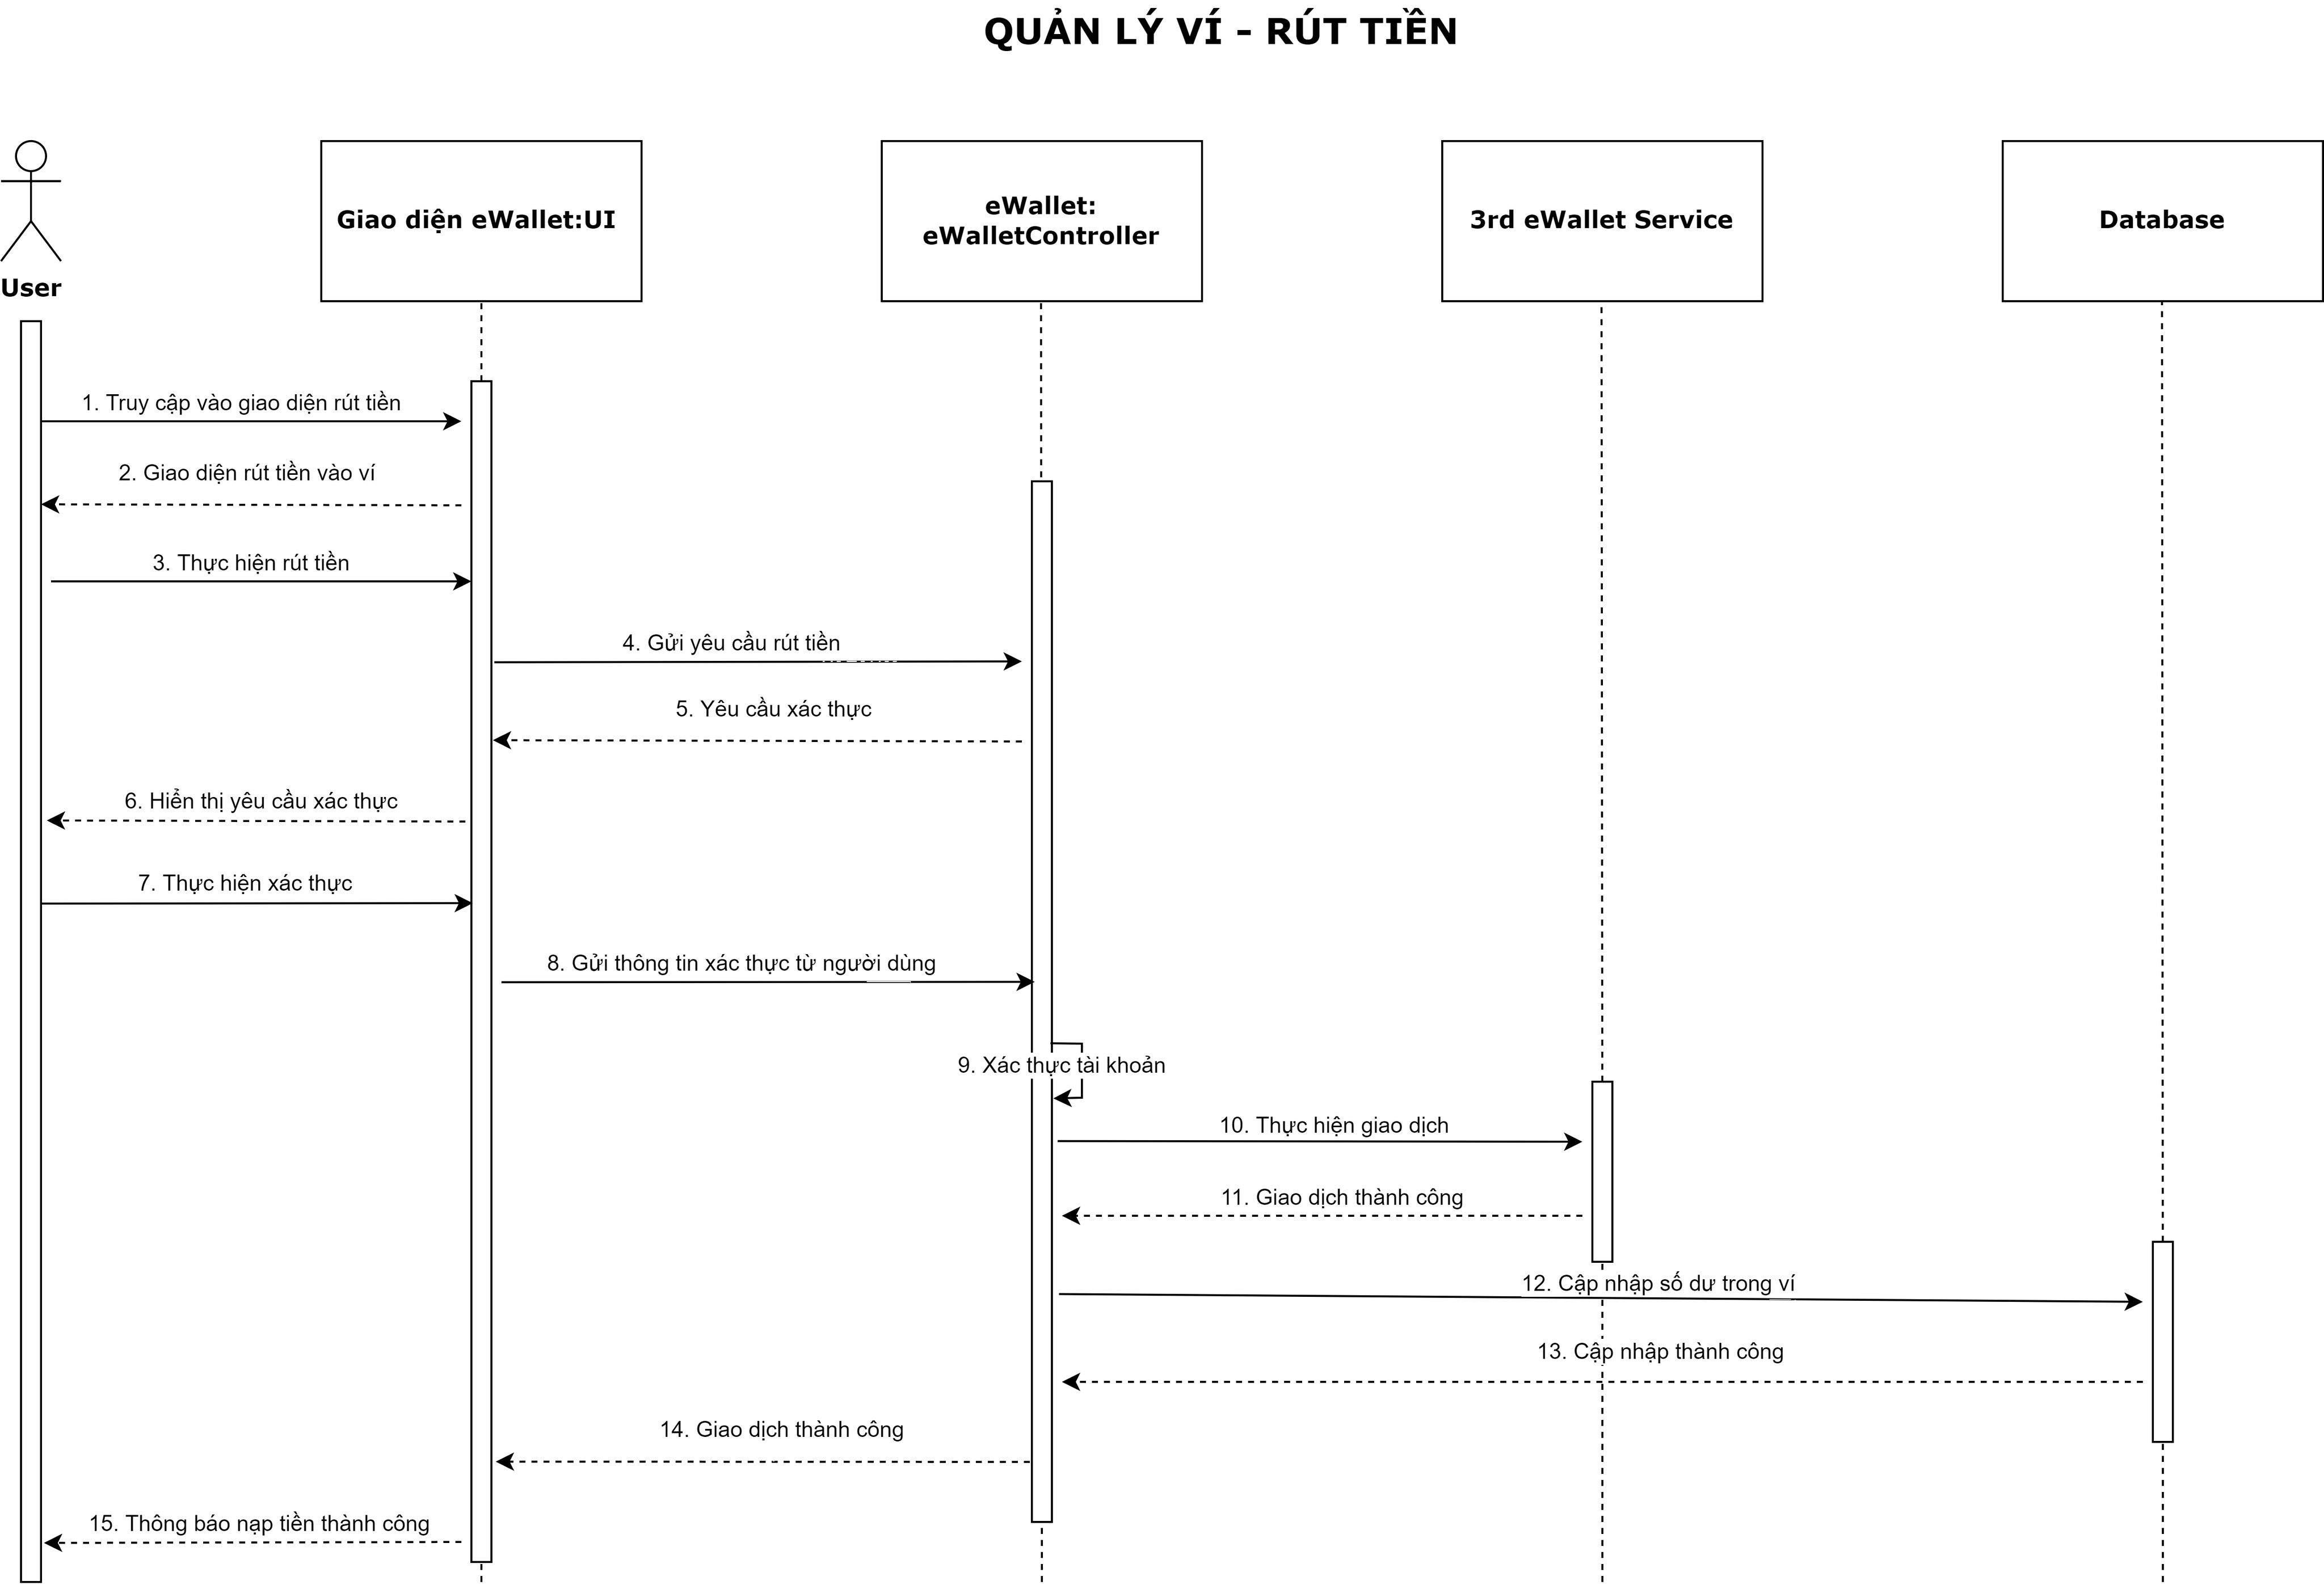 QUẢN LÝ VÍ - RÚT TIỀN
User
Giao diện eWallet:UI
eWallet:
eWalletController
3rd eWallet Service
Database
1. Truy cập vào giao diện rút tiền
2. Giao diện rút tiền vào ví
3. Thực hiện rút tiền
4. Gửi yêu cầu rút tiền
5. Yêu cầu xác thực
6. Hiển thị yêu cầu xác thực
7. Thực hiện xác thực
8. Gửi thông tin xác thực từ người dùng
9. Xác thực tài khoản
10. Thực hiện giao dịch
11. Giao dịch thành công
12. Cập nhập số dư trong ví
13. Cập nhập thành công
14. Giao dịch thành công
15. Thông báo nạp tiền thành công